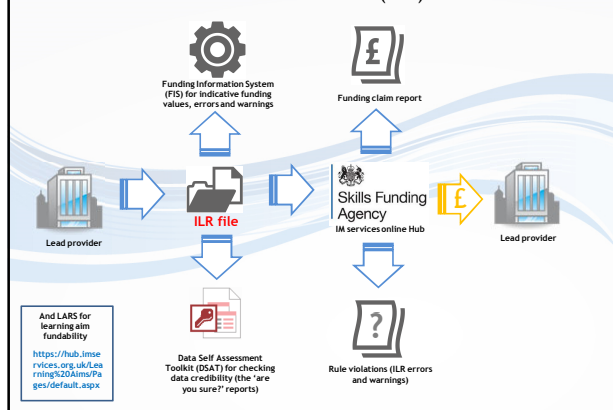 Funding Information System
(FIS) for indicative funding
values, errors and warnings
£
Funding claim report
Lead provider
ILR file
Skills Funding
Agency
IM services online Hub
£
Lead provider
And LARS for
learning aim
fundability
https://hub.imse
rvices.org.uk/Lea
rning%20Aims/Pa
ges/default.aspx
Data Self Assessment
Toolkit (DSAT) for checking
data credibility (the ‘are
you sure?’ reports)
?
Rule violations (ILR errors
and warnings)